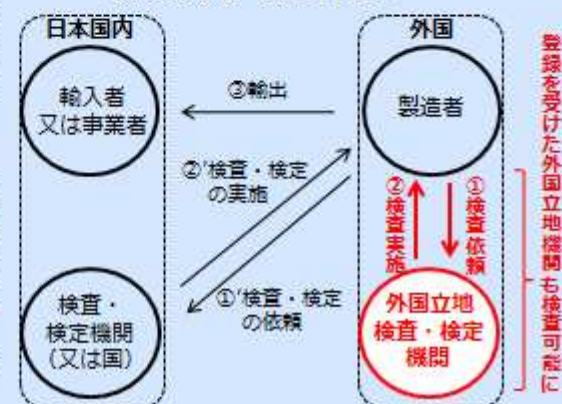 日本国内
外国
輸入者
又は事業者
③輸出
製造者
②’検査・検定
の実施
②検査実施
①検査依頼
①’検査・検定
の依頼
検査・
検定機関
（又は国）
外国立地
検査・検定
機関
登録を受けた外国立地機関も検査可能に